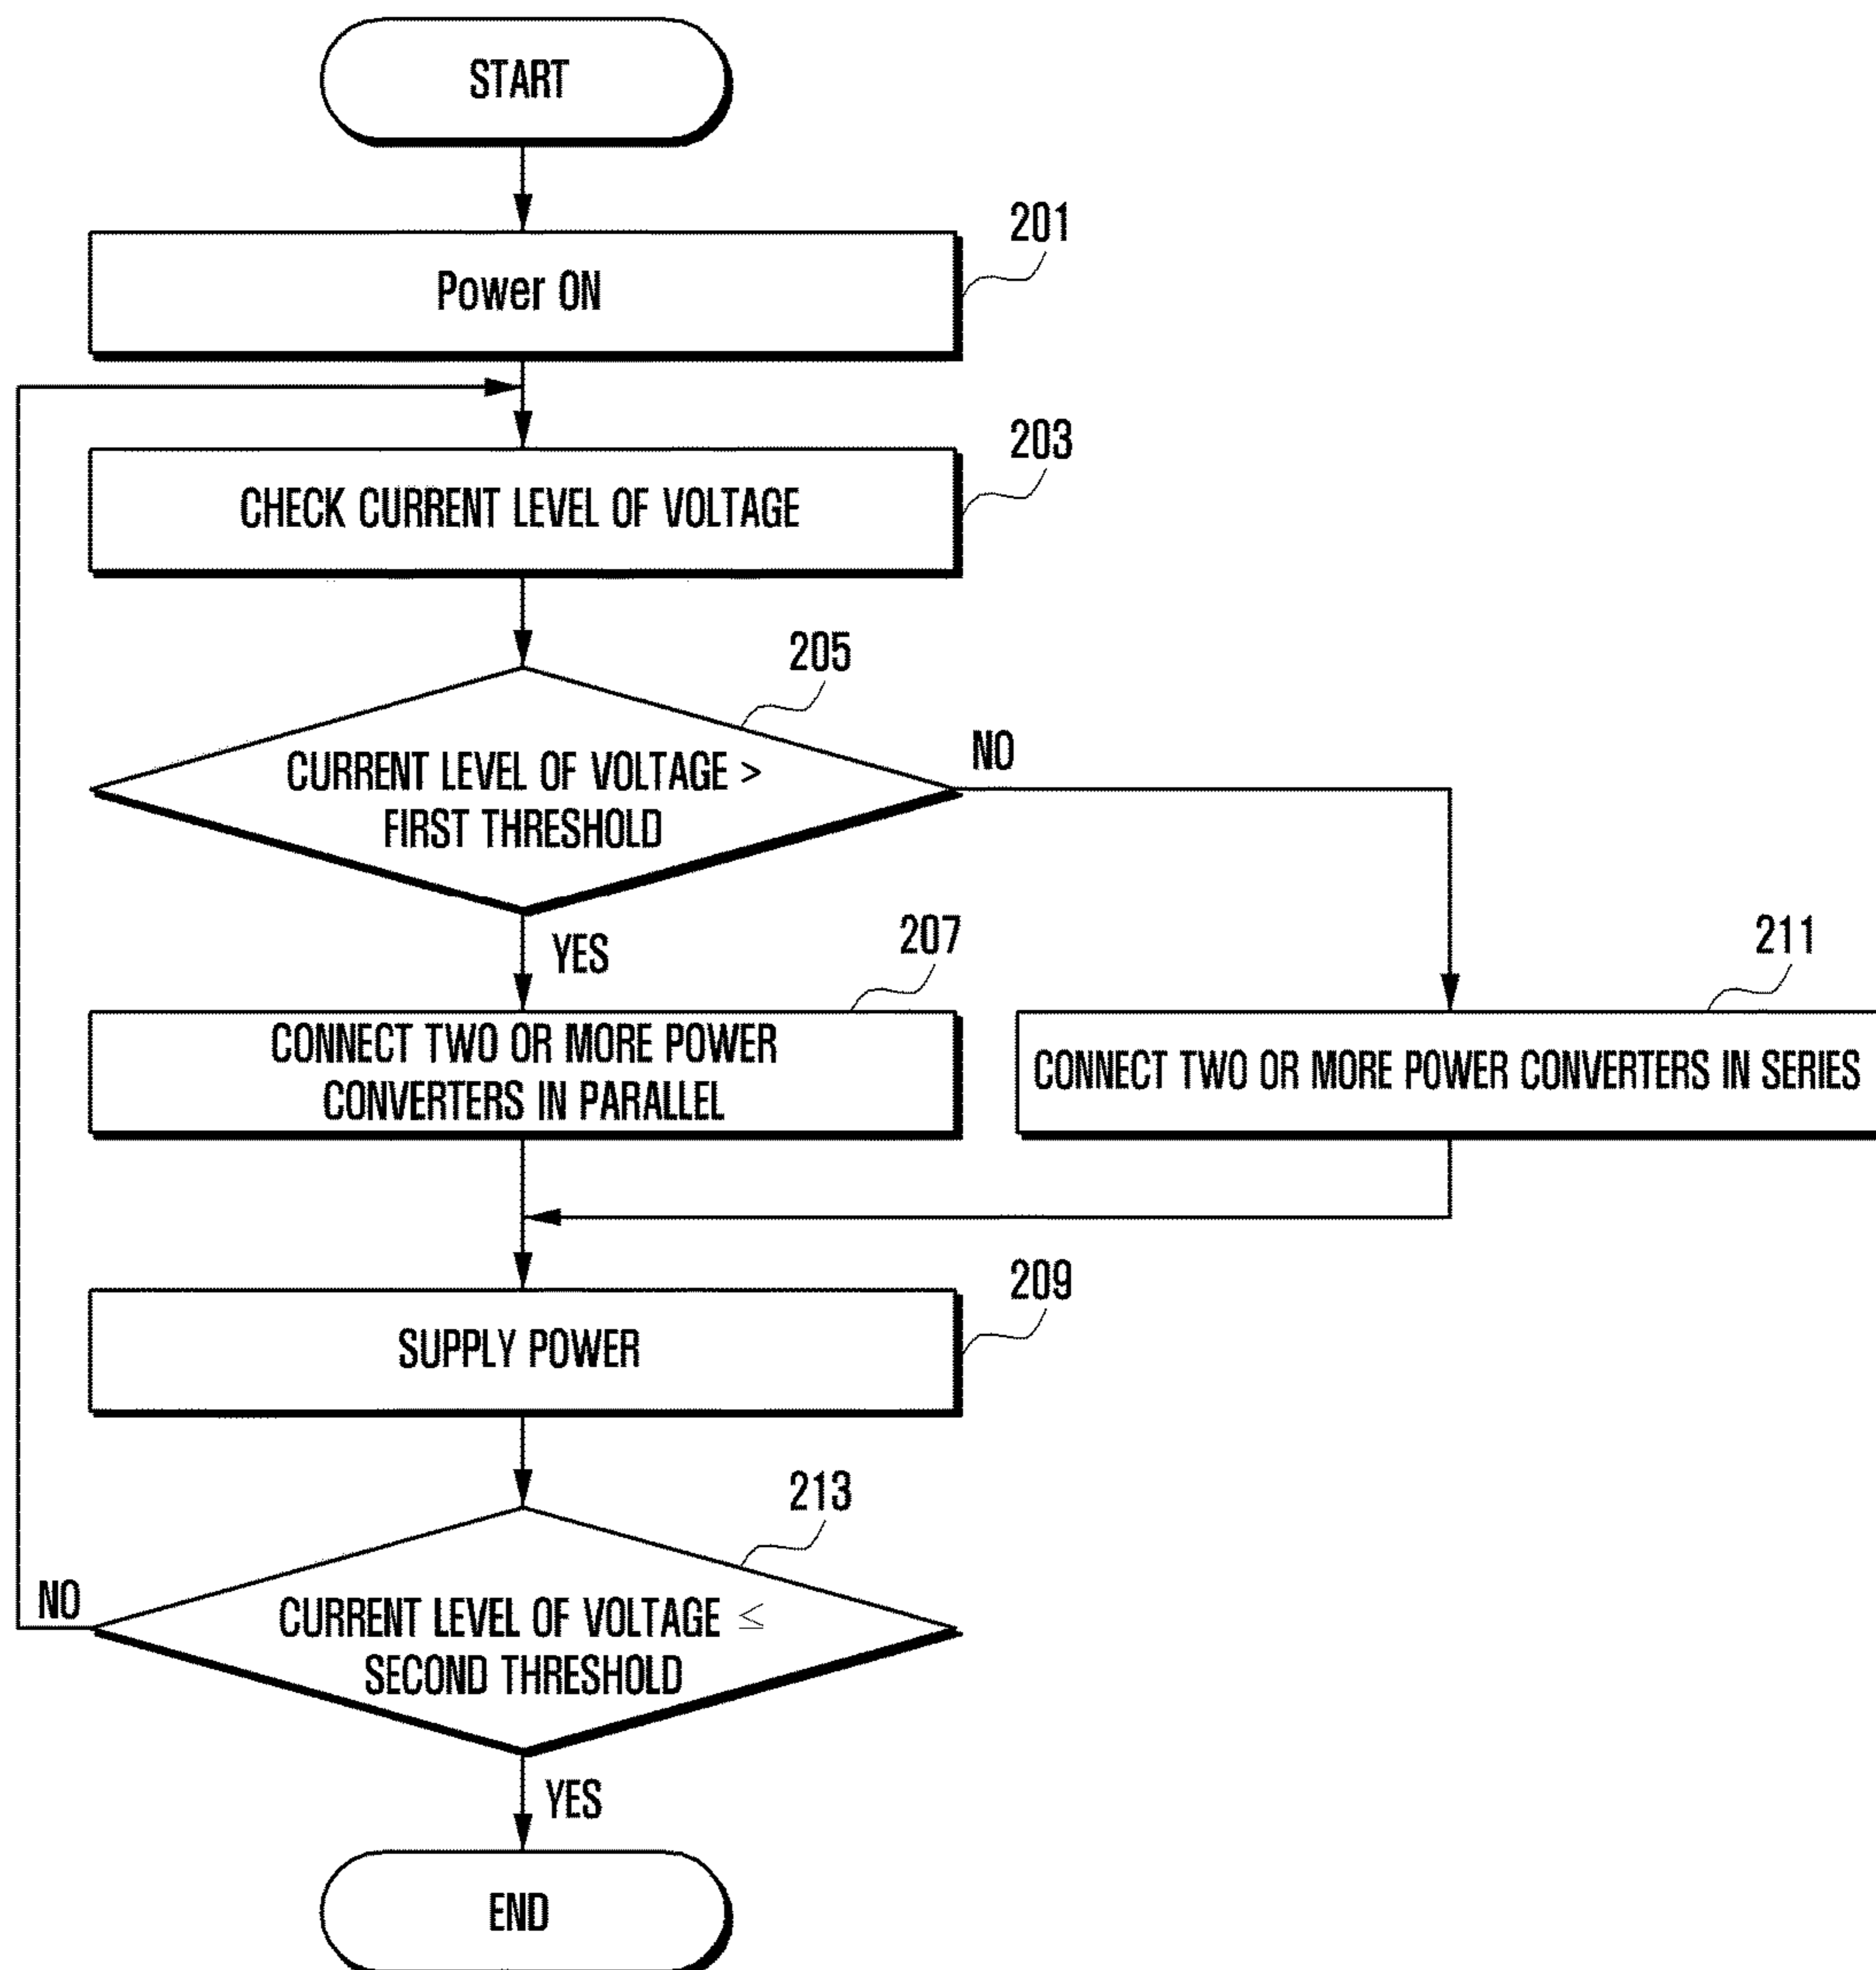 START
201
Power ON
203
CHECK CURRENT LEVEL OF VOLTAGE
205
CURRENT LEVEL OF VOLTAGE >
FIRST THRESHOLD
NO
YES
207
CONNECT TWO OR MORE POWER
CONVERTERS IN PARALLEL
211
CONNECT TWO OR MORE POWER CONVERTERS IN SERIES
209
SUPPLY POWER
213
CURRENT LEVEL OF VOLTAGE ≤
SECOND THRESHOLD
NO
YES
END